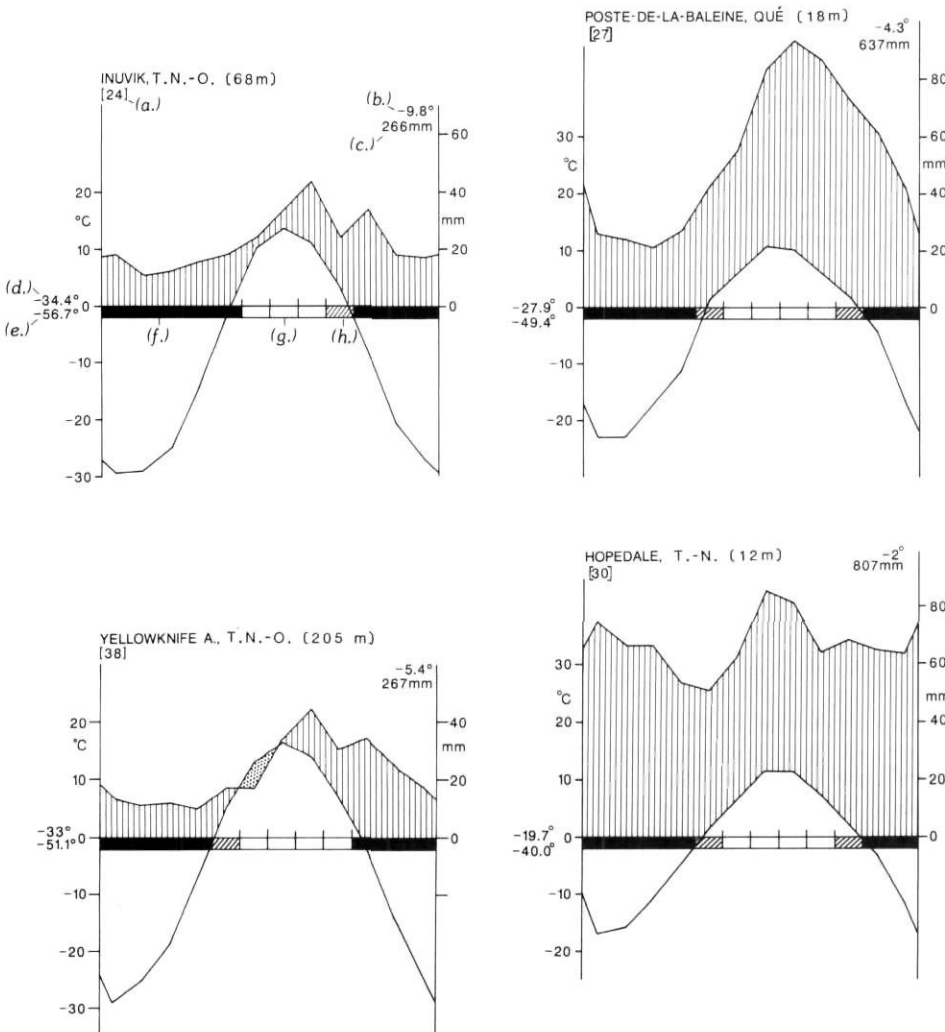 INUVIK, T.N.-O. (68m)
[24] (a.)
(b.) -9.8°
266mm
(c.)
60
20
°C
10
40
mm
20
(d.) -34.4°
0
0
(e.) -56.7°
(f.)
(g.)
(h.)
-10
-20
-30
POSTE-DE-LA-BALEINE, QUÉ (18m)
[27]
-4.3°
637mm
80
30
°C
20
10
60
mm
40
20
-27.9°
0
0
-49.4°
-10
-20
YELLOWKNIFE A., T.N.-O. (205 m)
[38]
-5.4°
267mm
20
°C
10
40
mm
20
-33°
0
0
-51.1°
-10
-20
-30
HOPEDALE, T.-N. (12m)
[30]
-2°
807mm
80
30
°C
20
10
60
mm
40
20
-19.7°
0
0
-40.0°
-10
-20